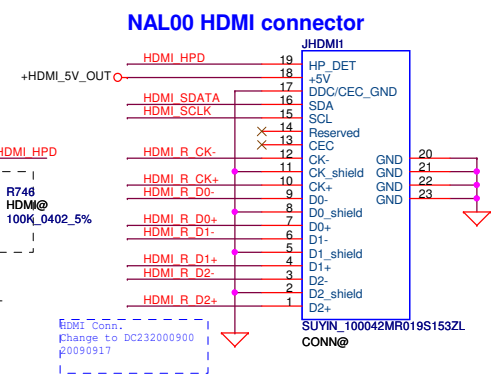 NAL00 HDMI connector
JHDMI1
HDMI_HPD 19 HP_DET
+HDMI_5V_OUT 18 +5V
17 DDC/CEC_GND
HDMI_SDATA 16 SDA
HDMI_SCLK 15 SCL
14 Reserved
13 CEC
HDMI_HPD
HDMI_R_CK- 12 CK- GND 20
11 CK_shield GND 21
HDMI_R_CK+ 10 CK+ GND 22
HDMI_R_D0- 9 D0- GND 23
R746
HDMI@
100K_0402_5%
8 D0_shield
HDMI_R_D0+ 7 D0+
HDMI_R_D1- 6 D1-
5 D1_shield
HDMI_R_D1+ 4 D1+
HDMI_R_D2- 3 D2-
2 D2_shield
HDMI_R_D2+ 1 D2+
SUYIN_100042MR019S153ZL
CONN@
HDMI Conn.
Change to DC232000900
20090917